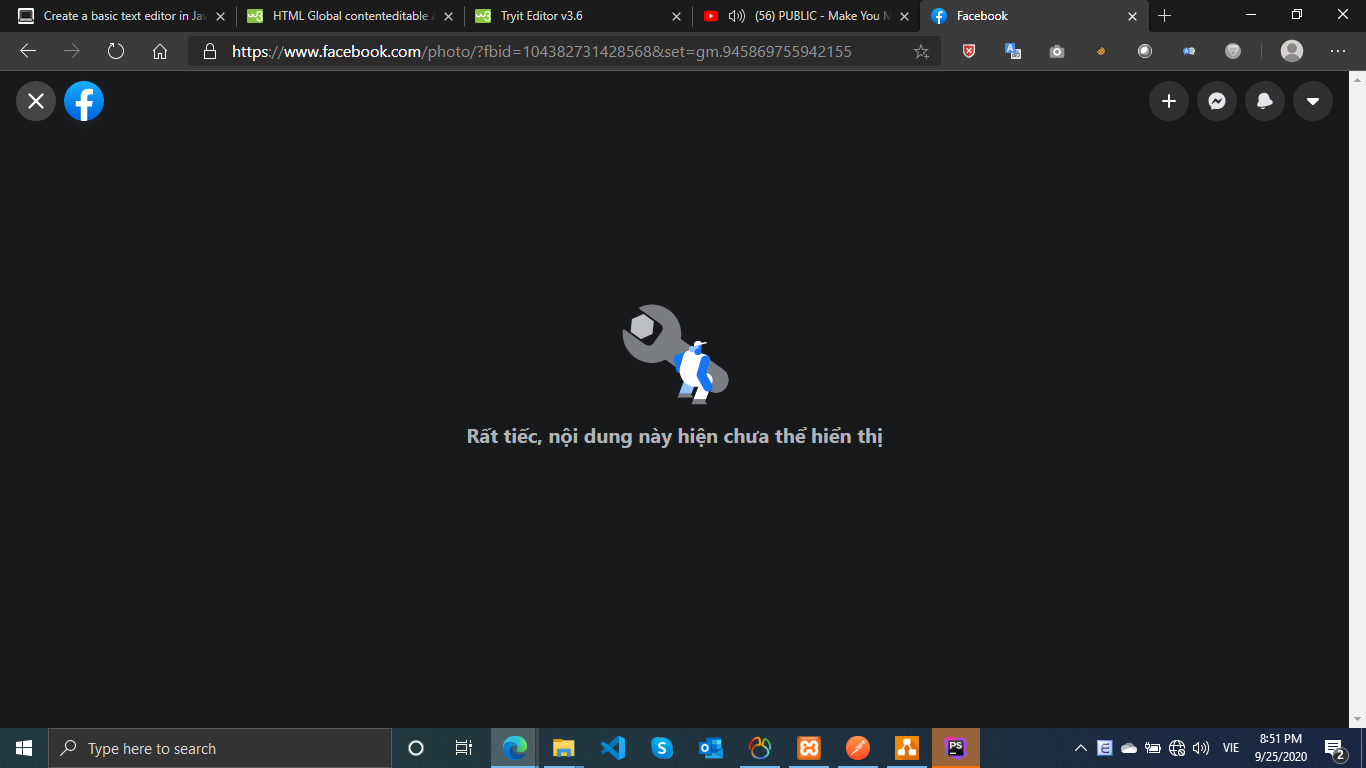 Create a basic text editor in Jav
HTML Global contenteditable A
Tryit Editor v3.6
(56) PUBLIC - Make You M
Facebook
https://www.facebook.com/photo/?fbid=104382731428568&set=gm.945869755942155
Rất tiếc, nội dung này hiện chưa thể hiển thị
Type here to search
PS
VIE
8:51 PM
9/25/2020
2